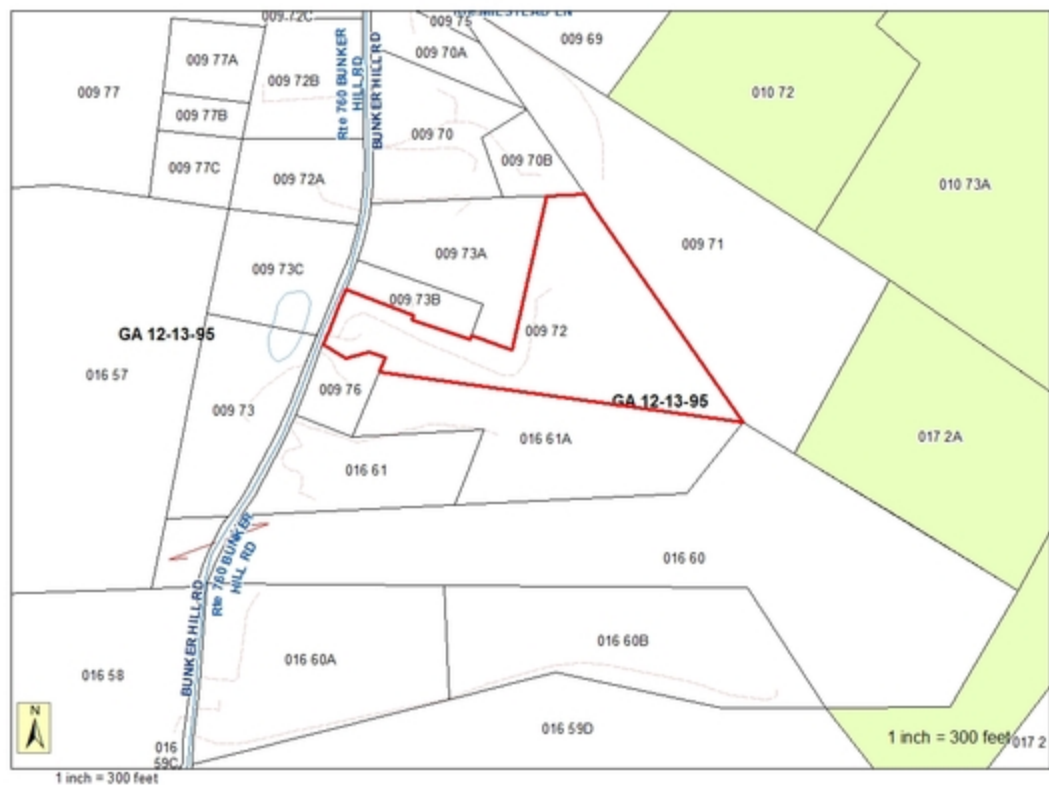 009 72C
009 75
009 69
009 70A
009 77A
009 77
009 72B
Rte 760 BUNKER
HILL RD
BUNKER HILL RD
010 72
009 77B
009 70
009 77C
009 70B
009 72A
010 73A
009 71
009 73A
009 73C
009 73B
GA 12-13-95
009 72
016 57
009 76
GA 12-13-95
009 73
016 61A
017 2A
016 61
Rte 760 BUNKER
HILL RD
016 60
BUNKER HILL RD
016 60B
016 60A
016 58
N
016 59D
1 inch = 300 feet
017 2
016
59C
1 inch = 300 feet